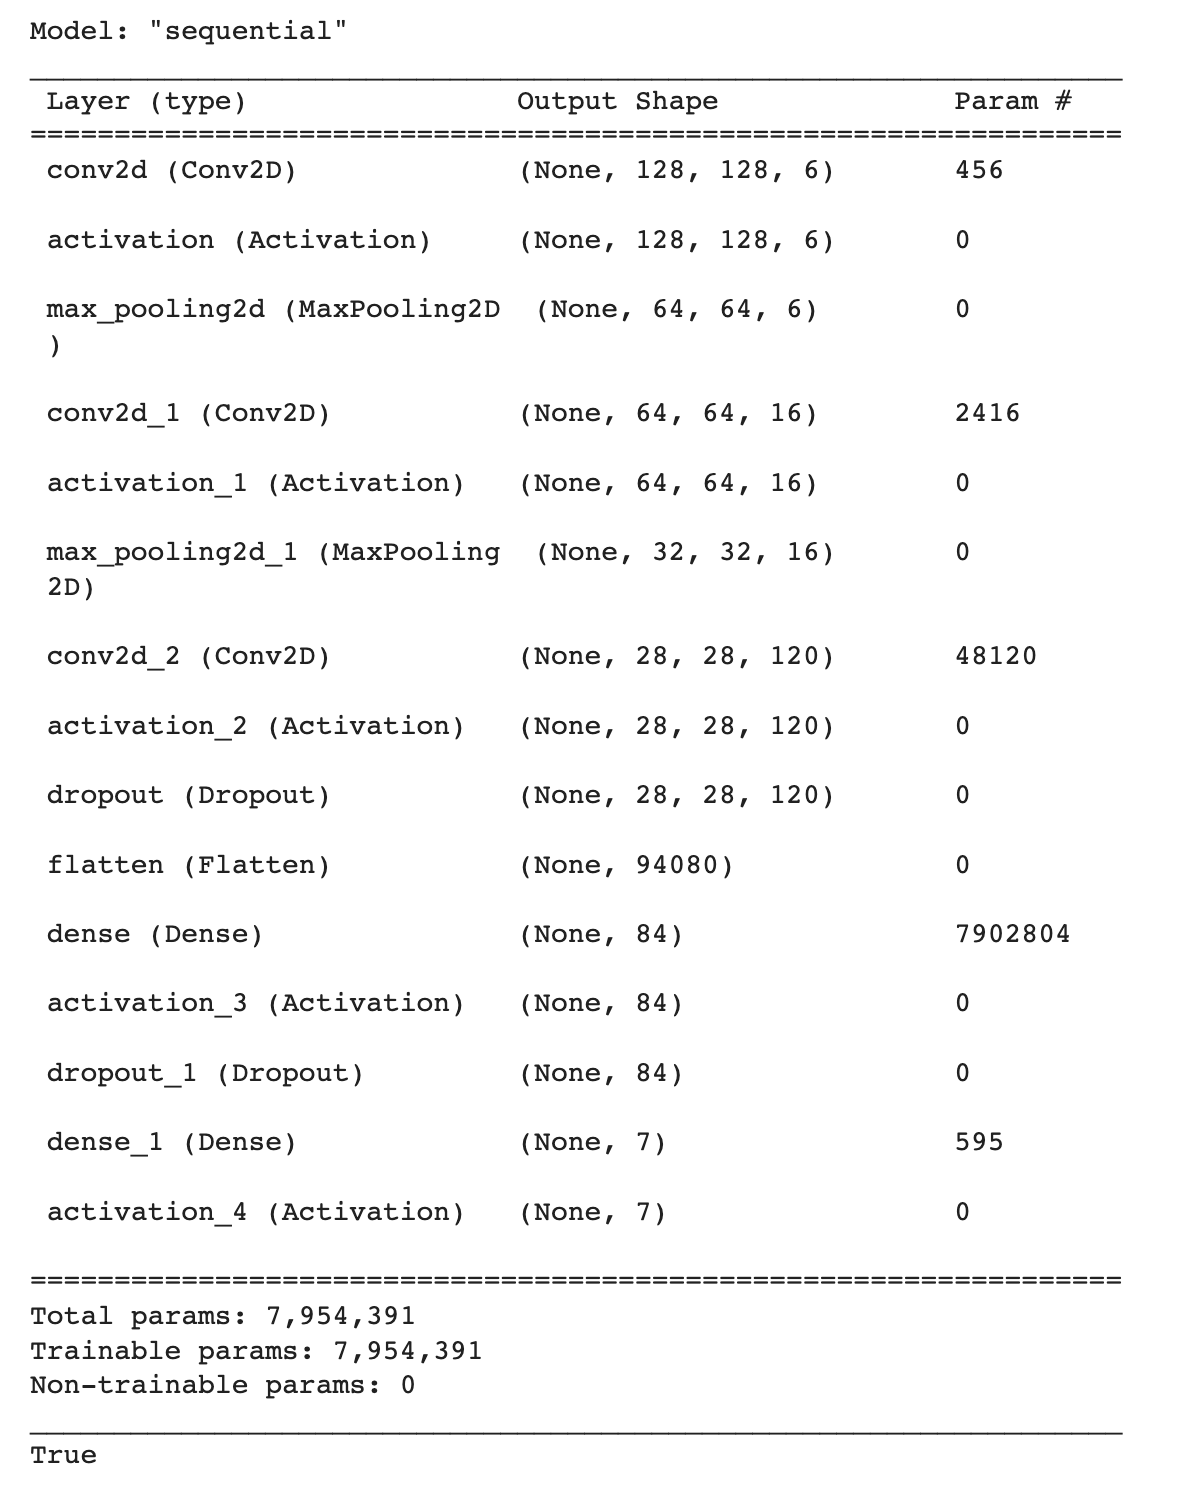 Model: "sequential"
Layer (type) Output Shape Param #
=================================================================
conv2d (Conv2D) (None, 128, 128, 6) 456
activation (Activation) (None, 128, 128, 6) 0
max_pooling2d (MaxPooling2D (None, 64, 64, 6) 0
)
conv2d_1 (Conv2D) (None, 64, 64, 16) 2416
activation_1 (Activation) (None, 64, 64, 16) 0
max_pooling2d_1 (MaxPooling (None, 32, 32, 16) 0
2D)
conv2d_2 (Conv2D) (None, 28, 28, 120) 48120
activation_2 (Activation) (None, 28, 28, 120) 0
dropout (Dropout) (None, 28, 28, 120) 0
flatten (Flatten) (None, 94080) 0
dense (Dense) (None, 84) 7902804
activation_3 (Activation) (None, 84) 0
dropout_1 (Dropout) (None, 84) 0
dense_1 (Dense) (None, 7) 595
activation_4 (Activation) (None, 7) 0
=================================================================
Total params: 7,954,391
Trainable params: 7,954,391
Non-trainable params: 0
True